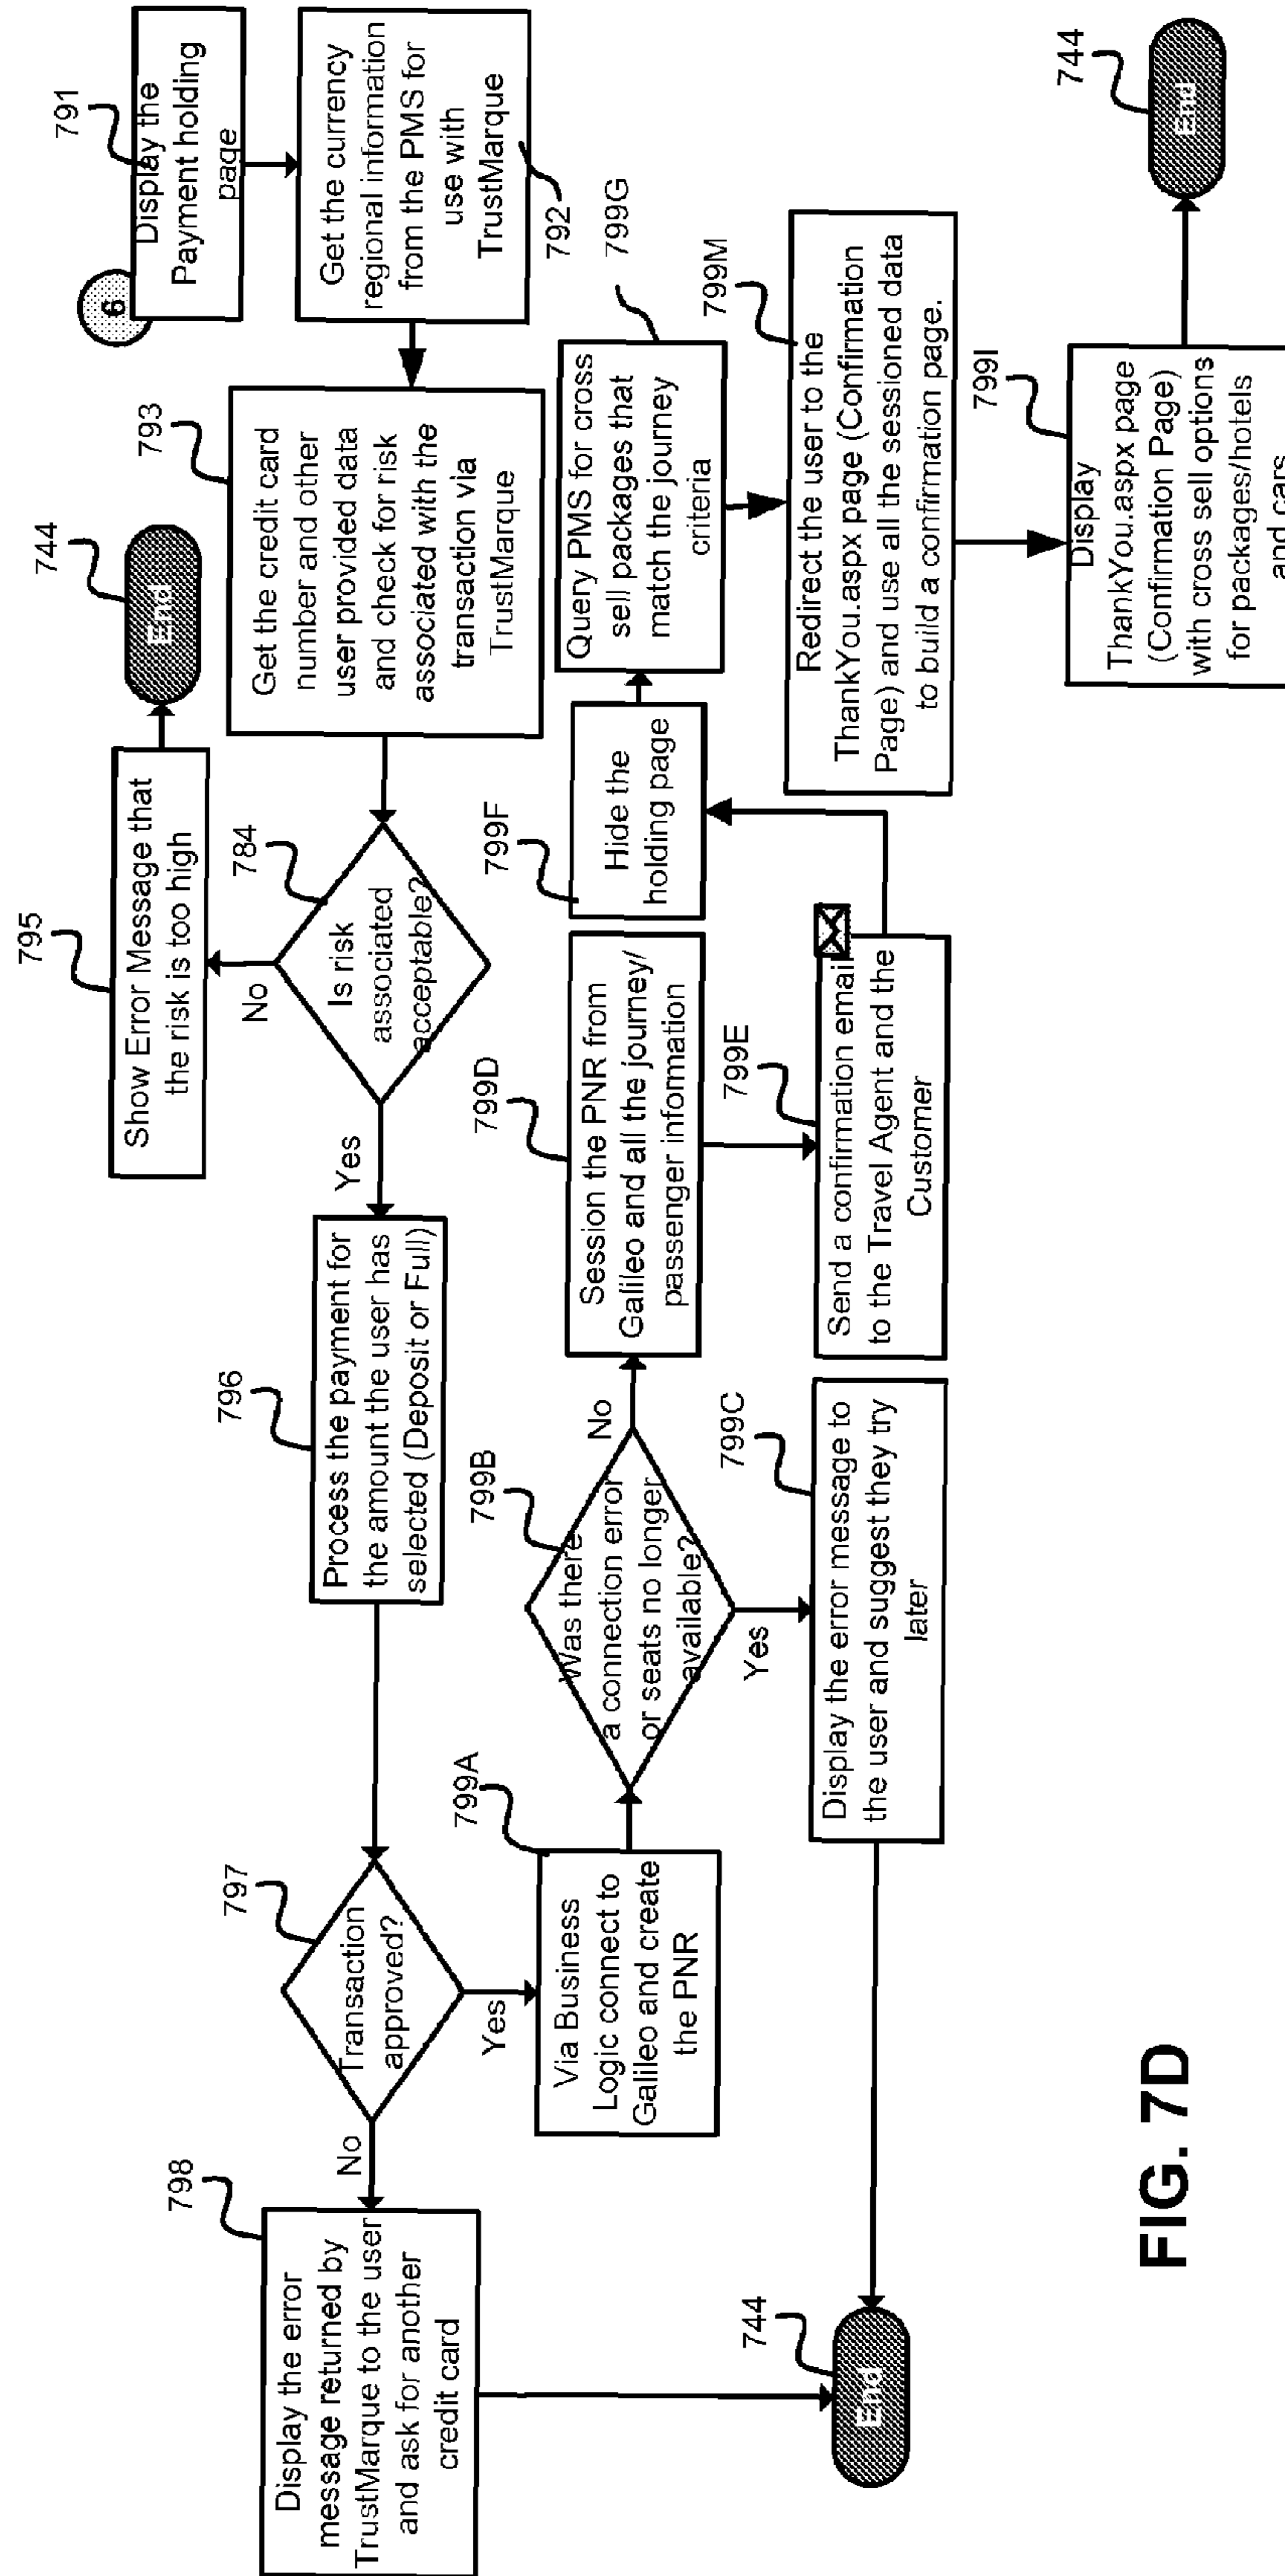 6
791
Display the
Payment holding
page
Get the currency
regional information
from the PMS for
use with
TrustMarque
792
793
Get the credit card
number and other
user provided data
and check for risk
associated with the
transaction via
TrustMarque
784
Is risk
associated
acceptable?
No
795
Show Error Message that
the risk is too high
744
End
Yes
796
Process the payment for
the amount the user has
selected (Deposit or Full)
797
Transaction
approved?
No
798
Display the error
message returned by
TrustMarque to the user
and ask for another
credit card
Yes
799A
Via Business
Logic connect to
Galileo and create
the PNR
799B
Was there
a connection error
or seats no longer
available?
Yes
799C
Display the error message to
the user and suggest they try
later
744
End
No
799D
Session the PNR from
Galileo and all the journey/
passenger information
799E
Send a confirmation email
to the Travel Agent and the
Customer
799F
Hide the
holding page
799G
Query PMS for cross
sell packages that
match the journey
criteria
799M
Redirect the user to the
ThankYou.aspx page (Confirmation
Page) and use all the sessioned data
to build a confirmation page.
799I
Display
ThankYou.aspx page
(Confirmation Page)
with cross sell options
for packages/hotels
and cars
744
End
FIG. 7D